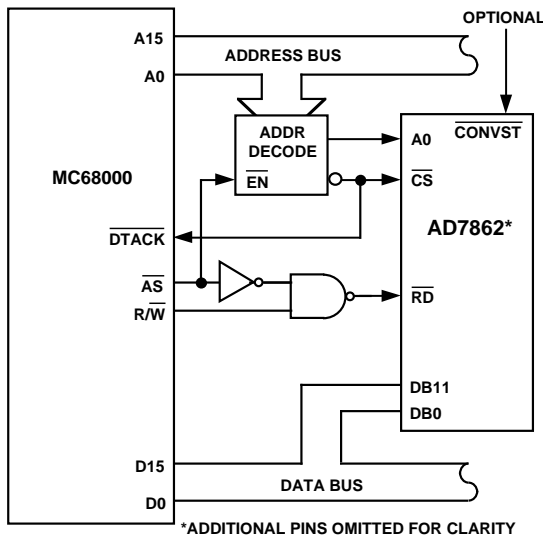 OPTIONAL
A15
ADDRESS BUS
A0
ADDR
DECODE
EN
A0
CONVST
CS
MC68000
AD7862*
DTACK
AS
R/W
RD
DB11
DB0
D15
DATA BUS
D0
*ADDITIONAL PINS OMITTED FOR CLARITY